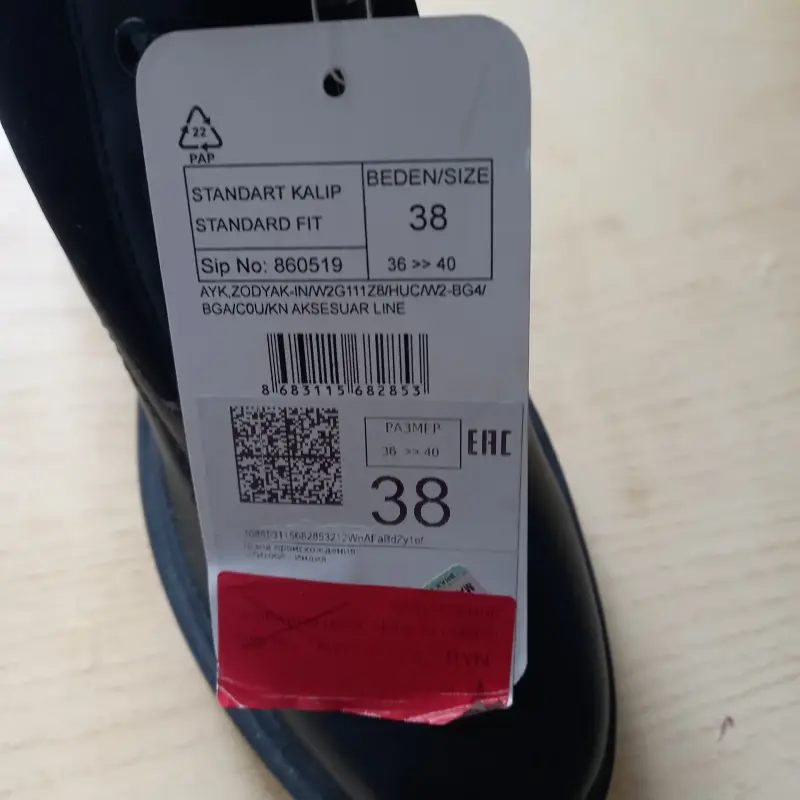 22
PAP
STANDART KALIP
STANDARD FIT
BEDEN/SIZE
38
Sip No: 860519
36 >> 40
AYK,ZODYAK-IN/W2G111Z8/HUC/W2-BG4/
BGA/C0U/KN AKSESUAR LINE
8 683115 682853
РАЗМЕР
36 >> 40
EAC
38
происхождения